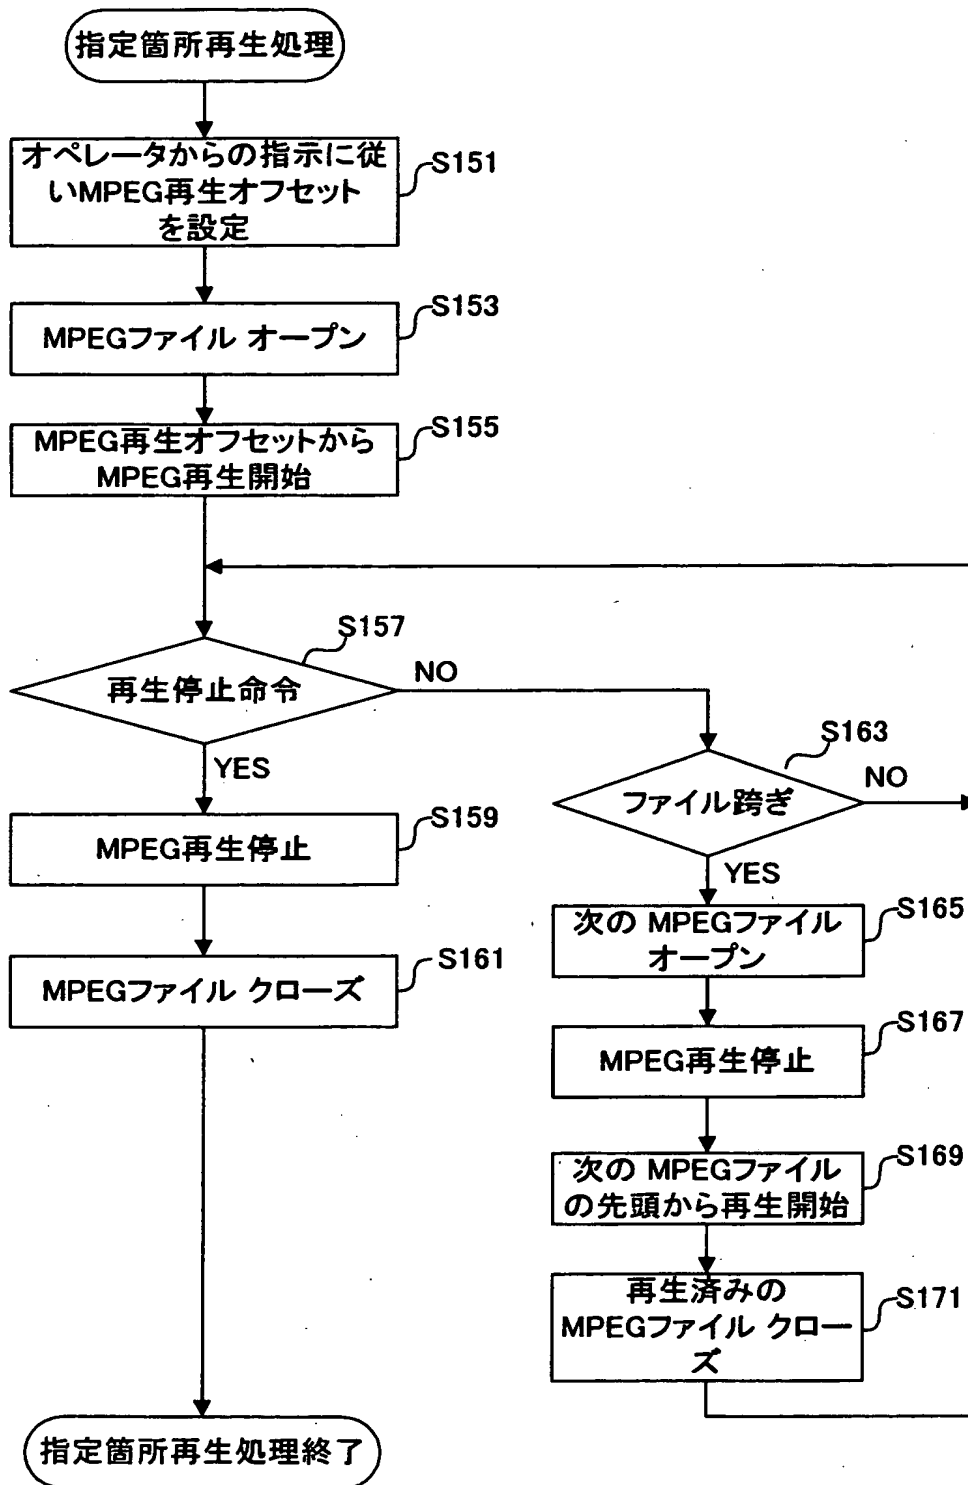 指定箇所再生処理
オペレータからの指示に従
いMPEG再生オフセット
を設定
S151
MPEGファイル オープン
S153
MPEG再生オフセットから
MPEG再生開始
S155
再生停止命令
S157
NO
YES
MPEG再生停止
S159
MPEGファイル クローズ
S161
ファイル跨ぎ
S163
NO
YES
次の MPEGファイル
オープン
S165
MPEG再生停止
S167
次の MPEGファイル
の先頭から再生開始
S169
再生済みの
MPEGファイル クロー
ズ
S171
指定箇所再生処理終了